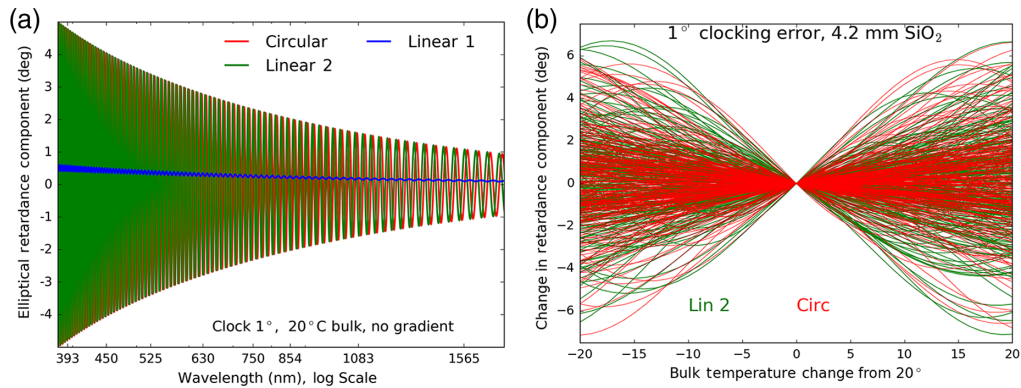 (a)
Elliptical retardance component (deg)
5
4
3
2
1
0
-1
-2
-3
-4
Circular
Linear 1
Linear 2
Clock 1°, 20°C bulk, no gradient
393 450 525 630 750 854 1083 1565
Wavelength (nm), log Scale
(b)
Change in retardance component (deg)
1° clocking error, 4.2 mm SiO₂
6
4
2
0
−2
−4
−6
Lin 2
Circ
−20 −15 −10 −5 0 5 10 15 20
Bulk temperature change from 20°